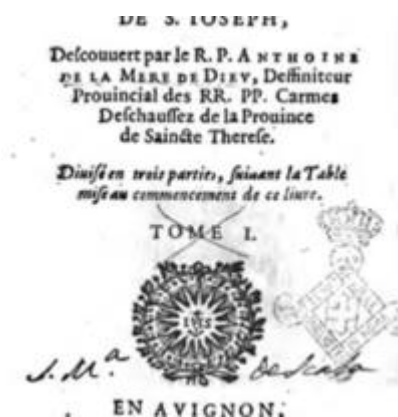 DE S. IOSEPH,
Deſcouuert par le R. P. ANTHOINE
DE LA MERE DE DIEV, Deffiniteur
Prouincial des RR. PP. Carmes
Deſchauſſez de la Prouince
de Saincte Thereſe.
Diuiſé en trois parties, ſuiuant la Table
miſe au commencement de ce liure.
TOME I.
IHS
S. M.ª
EN AVIGNON.